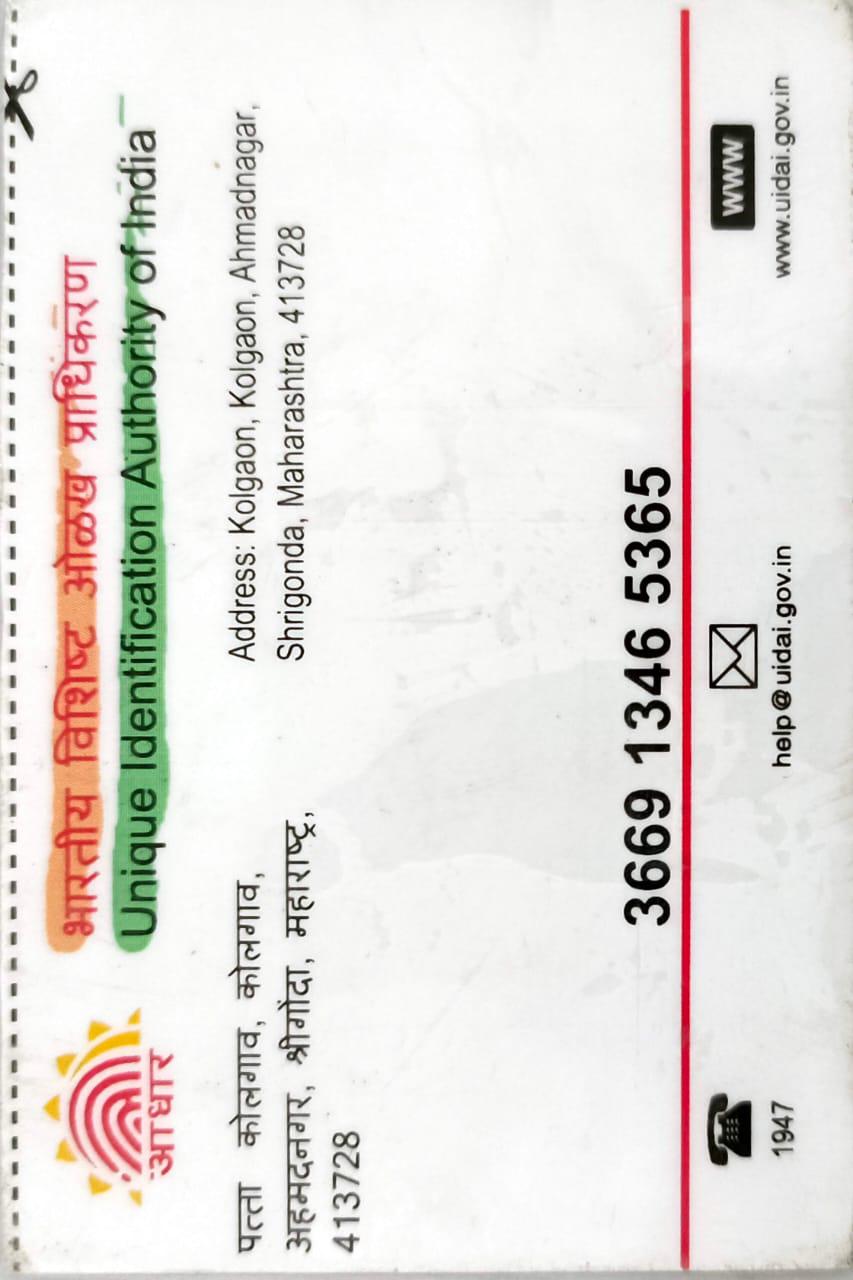 भारतीय विशिष्ट ओळख प्राधिकरण
Unique Identification Authority of India
आधार
पत्ता कोलगाव, कोलगाव,
अहमदनगर, श्रीगोंदा, महाराष्ट्र,
413728
Address: Kolgaon, Kolgaon, Ahmadnagar,
Shrigonda, Maharashtra, 413728
3669 1346 5365
1947
help@uidai.gov.in
WWW
www.uidai.gov.in